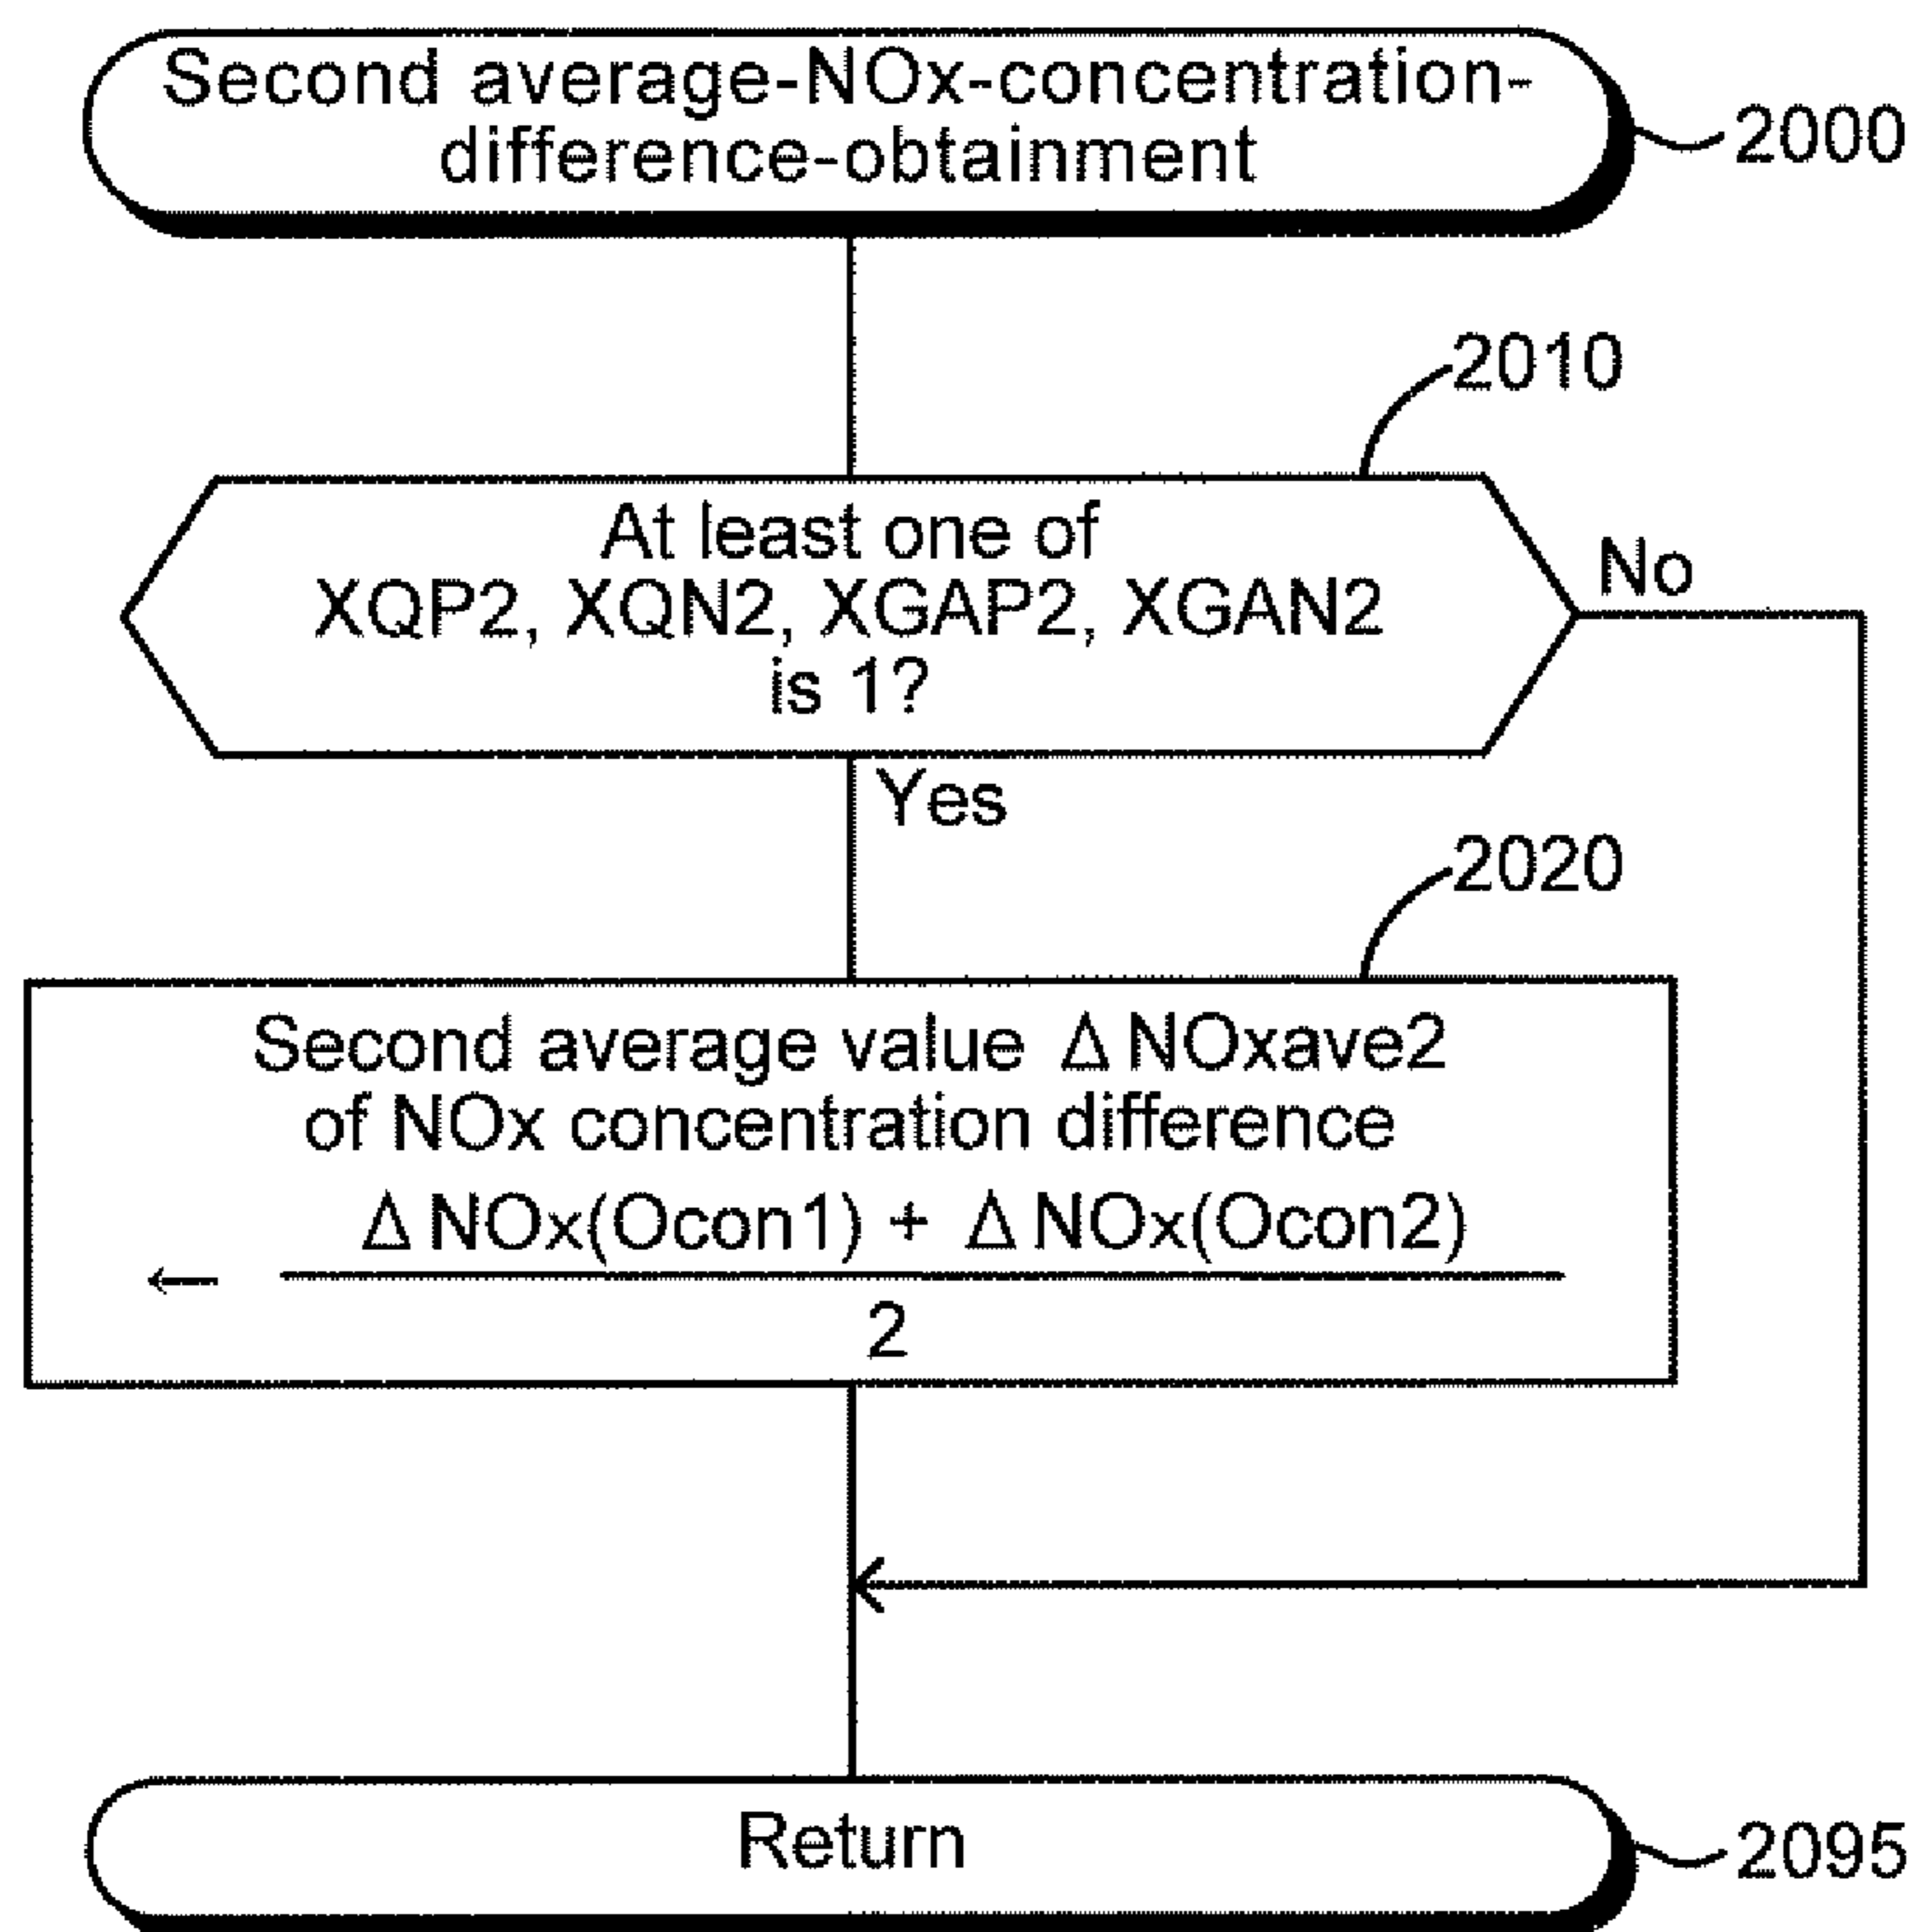 Second average-NOx-concentration-
difference-obtainment
2000
2010
At least one of
XQP2, XQN2, XGAP2, XGAN2
is 1?
No
Yes
2020
Second average value ΔNOxave2
of NOx concentration difference
← ΔNOx(Ocon1) + ΔNOx(Ocon2)
2
Return
2095